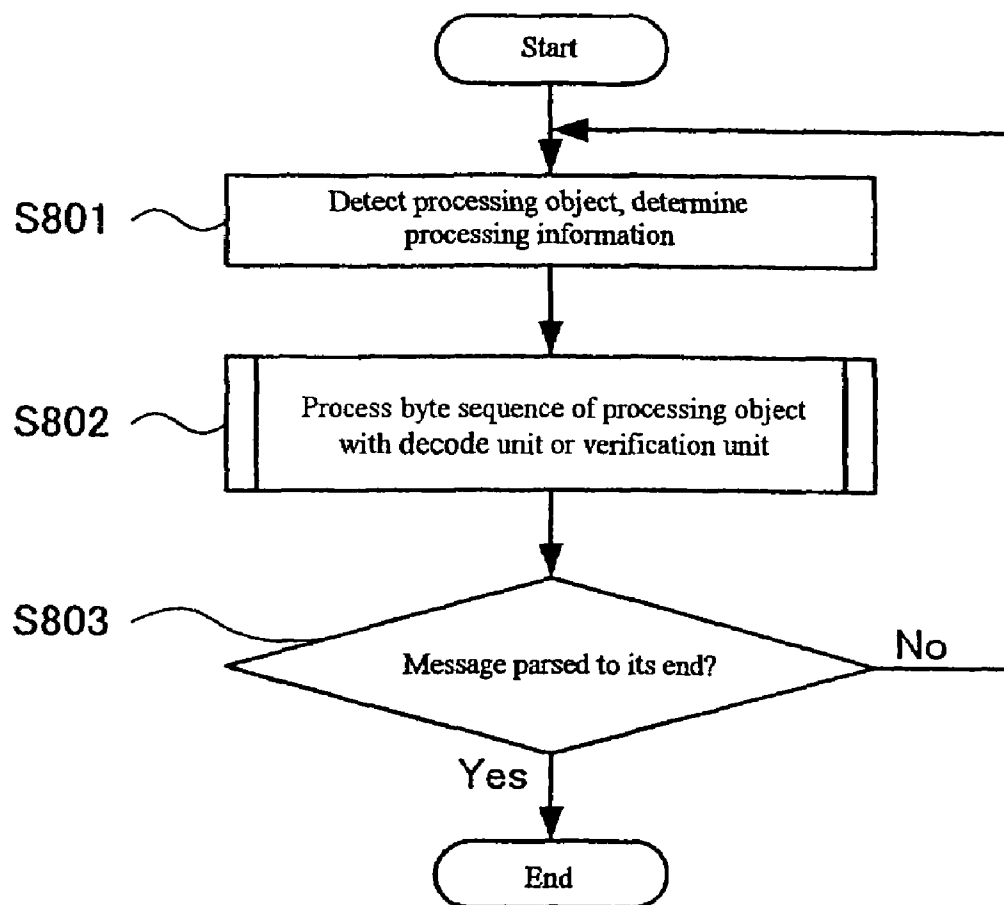 Start
S801
Detect processing object, determine
processing information
S802
Process byte sequence of processing object
with decode unit or verification unit
S803
Message parsed to its end?
No
Yes
End